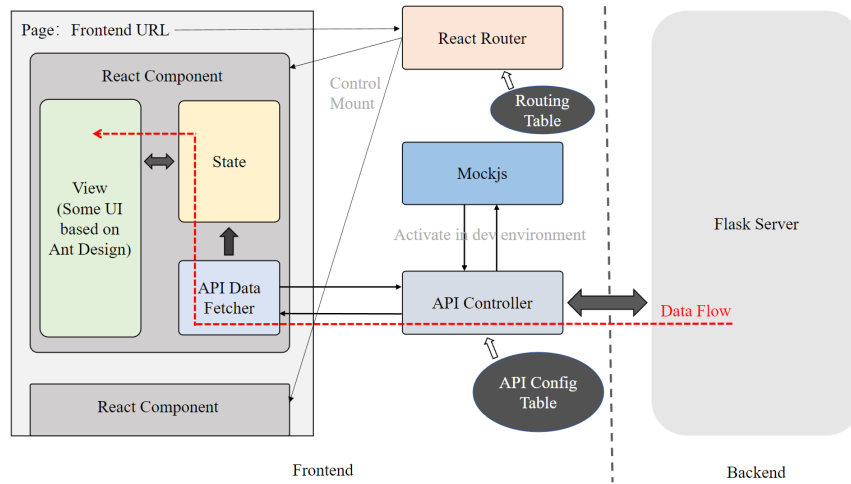 Page: Frontend URL
React Router
React Component
Control
Mount
Routing
Table
State
View
(Some UI
based on
Ant Design)
Mockjs
Flask Server
Activate in dev environment
API Data
Fetcher
API Controller
Data Flow
API Config
Table
React Component
Frontend
Backend